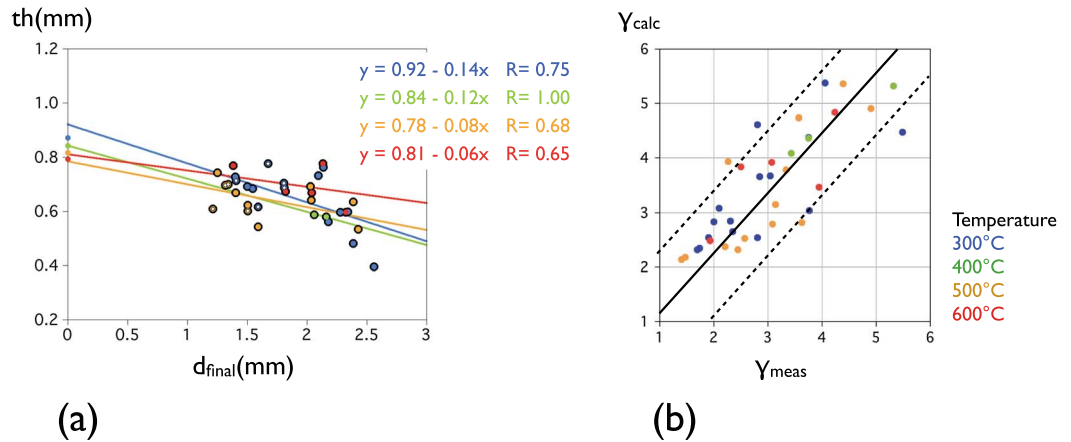 th(mm)
1.2
1.0
0.8
0.6
0.4
0.2
0
0.5
1
1.5
2
2.5
3
y = 0.92 - 0.14x R= 0.75
y = 0.84 - 0.12x R= 1.00
y = 0.78 - 0.08x R= 0.68
y = 0.81 - 0.06x R= 0.65
dfinal(mm)
(a)
γcalc
6
5
4
3
2
1
1
2
3
4
5
6
γmeas
(b)
Temperature
300°C
400°C
500°C
600°C